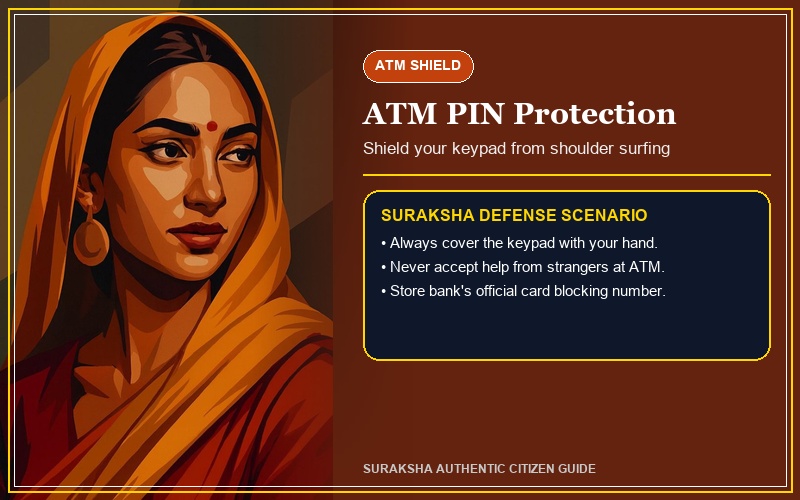 ATM SHIELD
ATM PIN Protection
Shield your keypad from shoulder surfing
SURAKSHA DEFENSE SCENARIO
• Always cover the keypad with your hand.
• Never accept help from strangers at ATM.
• Store bank's official card blocking number.
SURAKSHA AUTHENTIC CITIZEN GUIDE